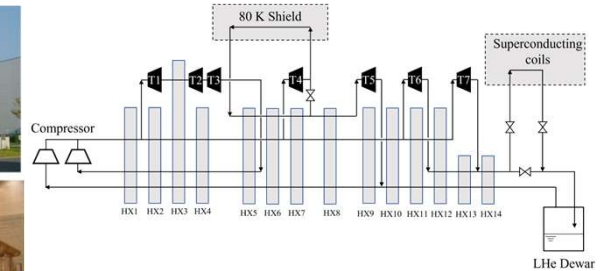 80 K Shield
Superconducting
coils
T1
T2
T3
T4
T5
T6
T7
Compressor
HX1
HX2
HX3
HX4
HX5
HX6
HX7
HX8
HX9
HX10
HX11
HX12
HX13
HX14
LHe Dewar